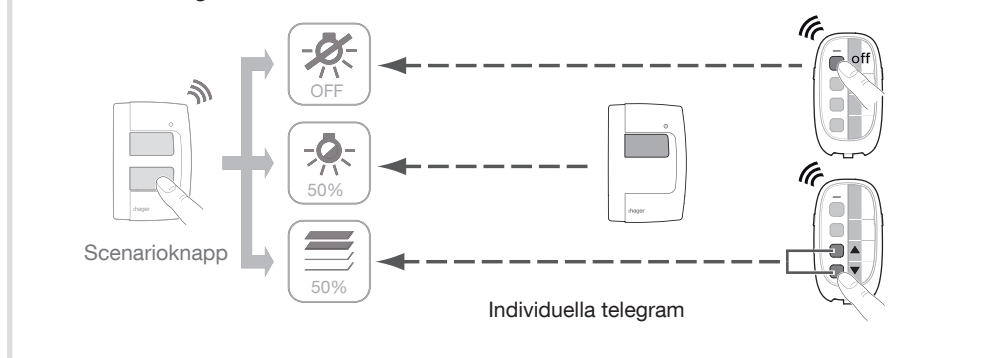 OFF
off
50%
:hager
:hager
Scenarioknapp
50%
Individuella telegram